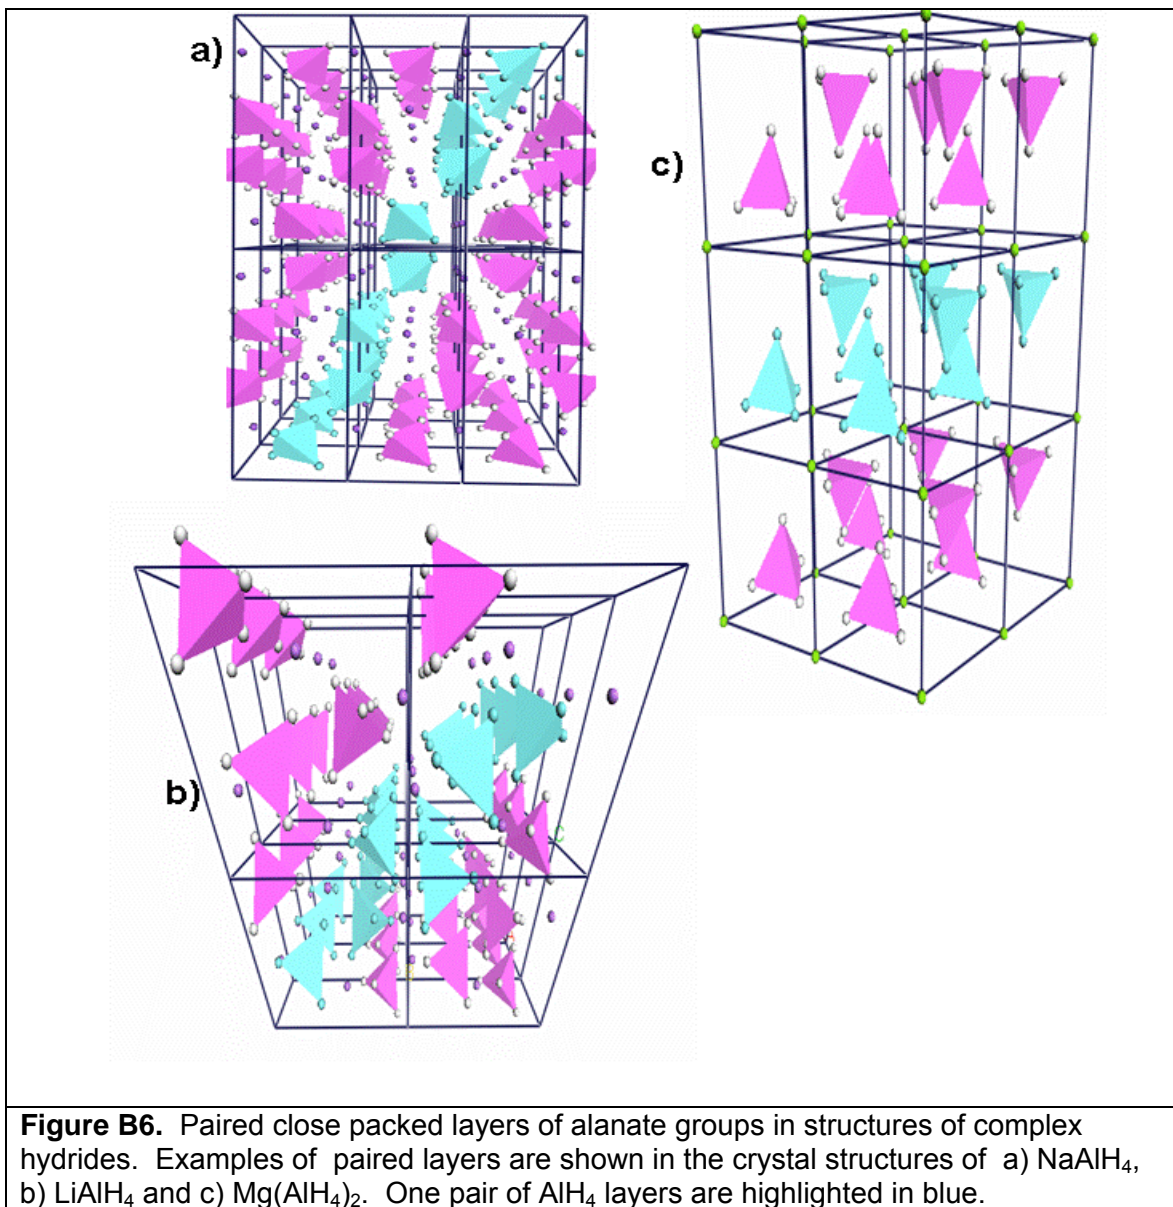 a)
c)
b)
Figure B6. Paired close packed layers of alanate groups in structures of complex
hydrides. Examples of paired layers are shown in the crystal structures of a) NaAlH₄,
b) LiAlH₄ and c) Mg(AlH₄)₂. One pair of AlH₄ layers are highlighted in blue.